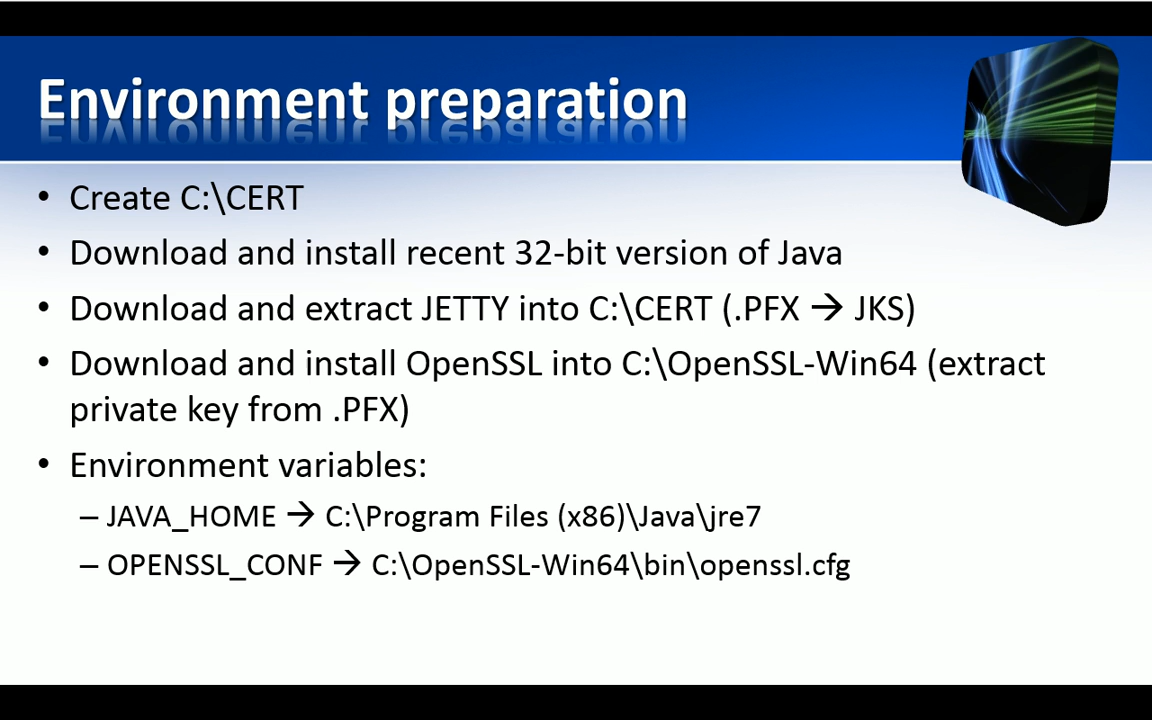 Environment preparation
• Create C:\CERT
• Download and install recent 32-bit version of Java
• Download and extract JETTY into C:\CERT (.PFX → JKS)
• Download and install OpenSSL into C:\OpenSSL-Win64 (extract
private key from .PFX)
• Environment variables:
– JAVA_HOME → C:\Program Files (x86)\Java\jre7
– OPENSSL_CONF → C:\OpenSSL-Win64\bin\openssl.cfg